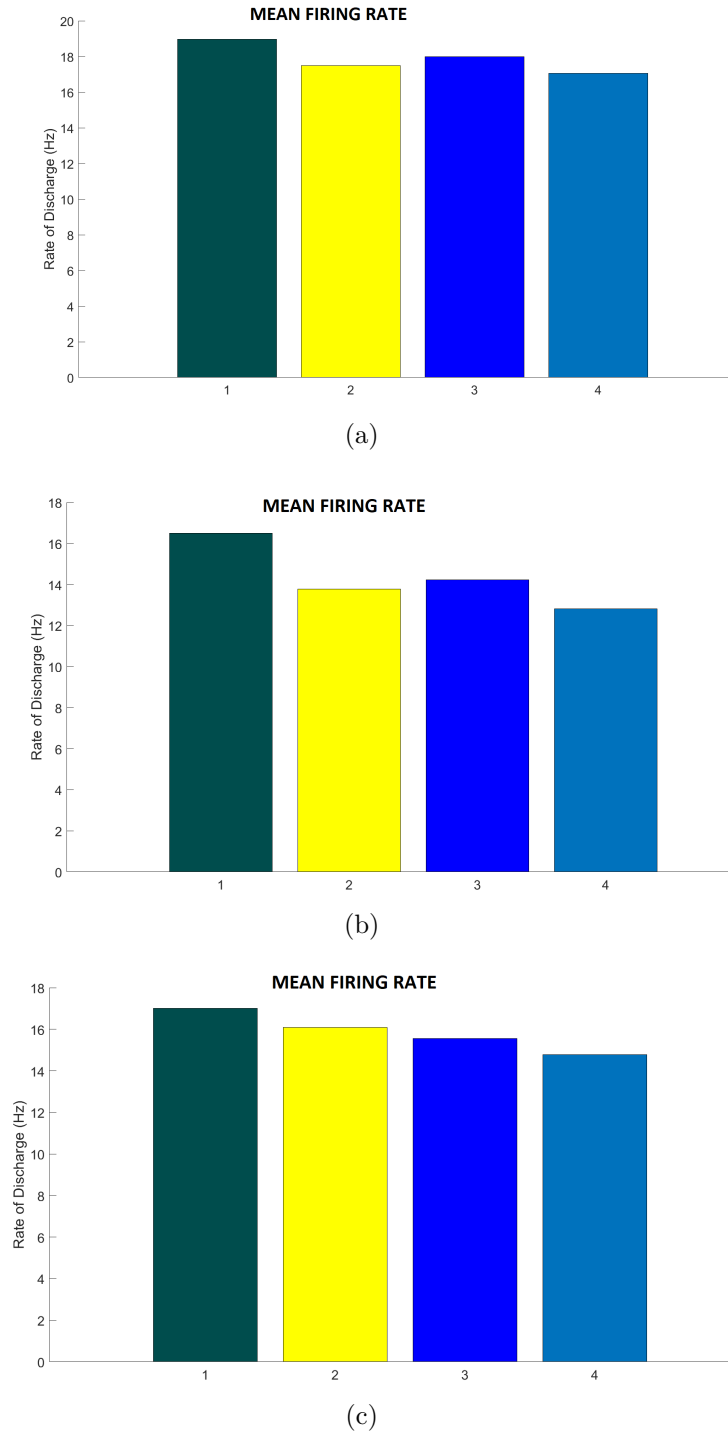 MEAN FIRING RATE
20
18
16
14
12
10
8
6
4
2
0
Rate of Discharge (Hz)
1 2 3 4
(a)
MEAN FIRING RATE
18
16
14
12
10
8
6
4
2
0
Rate of Discharge (Hz)
1 2 3 4
(b)
MEAN FIRING RATE
18
16
14
12
10
8
6
4
2
0
Rate of Discharge (Hz)
1 2 3 4
(c)